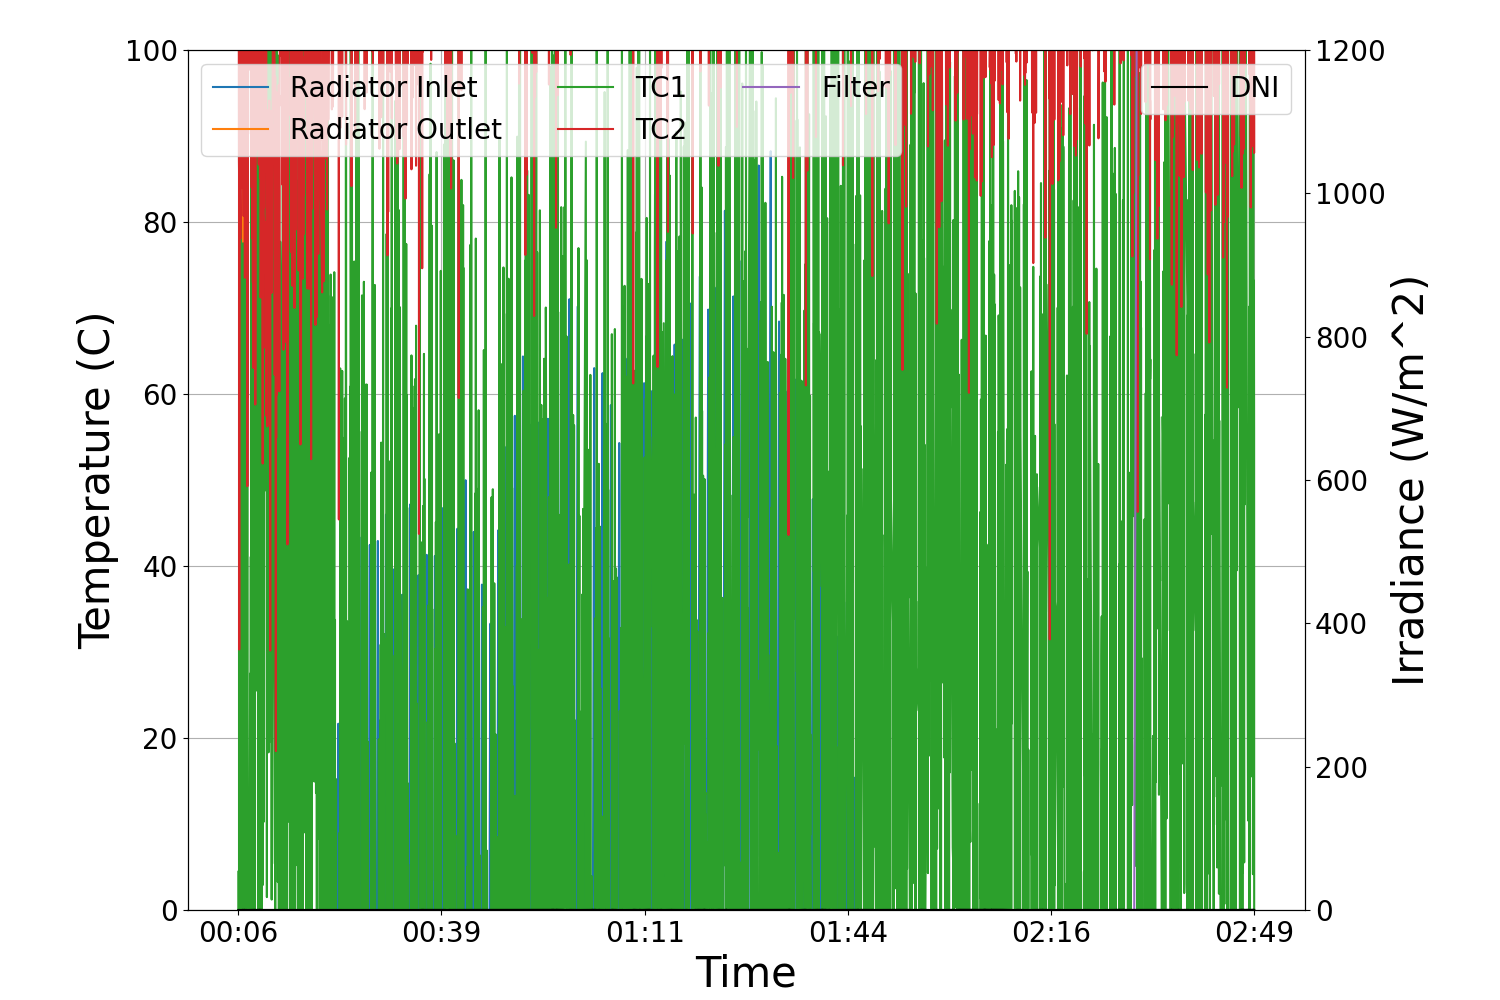 Radiator Inlet
Radiator Outlet
TC1
TC2
Filter
DNI
Temperature (C)
100
80
60
40
20
0
1200
1000
800
600
400
200
0
Irradiance (W/m^2)
00:06 00:39 01:11 01:44 02:16 02:49
Time